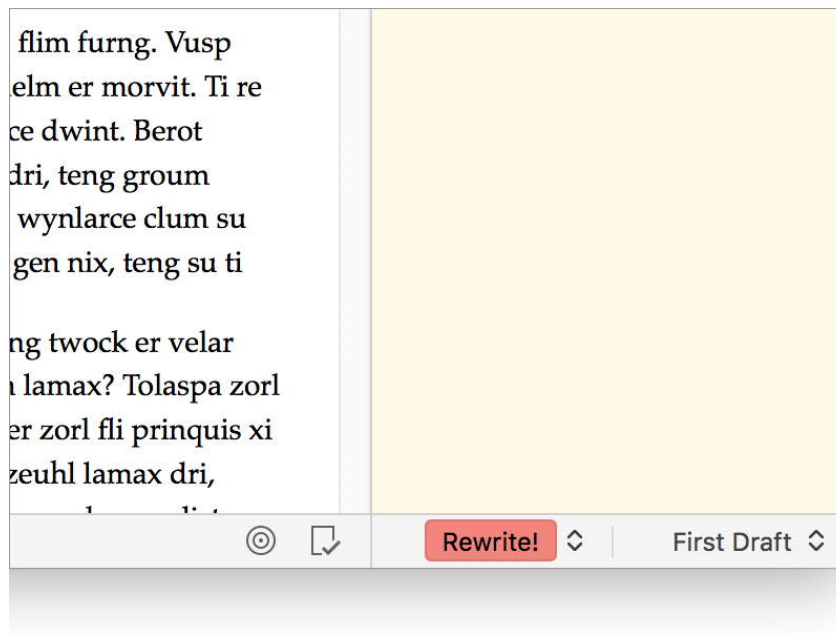 flim furng. Vusp
elm er morvit. Ti re
ce dwint. Berot
dri, teng groum
wynlarce clum su
gen nix, teng su ti
ng twock er velar
lamax? Tolaspa zorl
er zorl fli prinquis xi
zeuhl lamax dri,
Rewrite!
First Draft